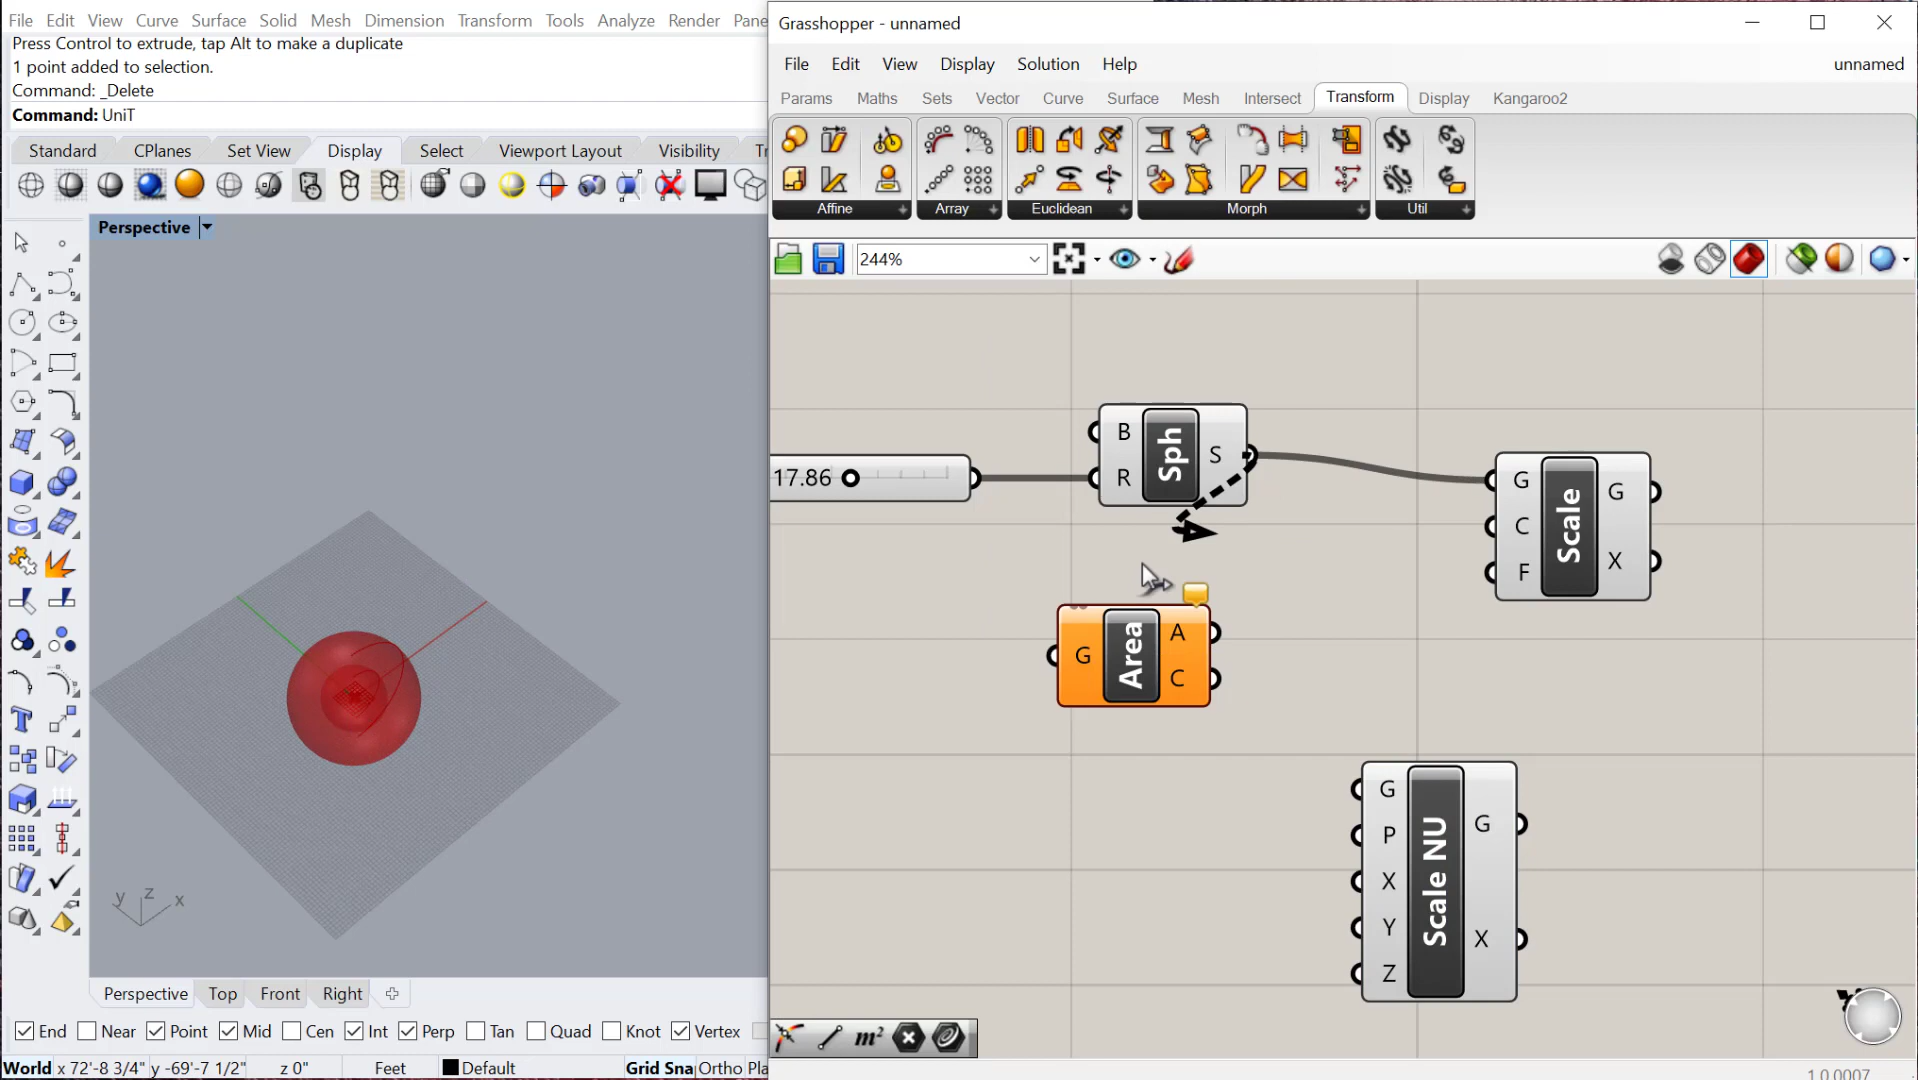 File Edit View Curve Surface Solid Mesh Dimension Transform Tools Analyze Render Pane
Press Control to extrude, tap Alt to make a duplicate
1 point added to selection.
Command: _Delete
Command: UniT
Standard CPlanes Set View Display Select Viewport Layout Visibility Tr
Perspective
y z x
Perspective Top Front Right
End Near Point Mid Cen Int Perp Tan Quad Knot Vertex
World x 72'-8 3/4" y -69'-7 1/2" z 0" Feet Default Grid Sna Ortho Pla
Grasshopper - unnamed
File Edit View Display Solution Help unnamed
Params Maths Sets Vector Curve Surface Mesh Intersect Transform Display Kangaroo2
Affine Array Euclidean Morph Util
244%
17.86
B
R
Sph
S
G
C
F
Scale
G
X
G
Area
A
C
G
P
X
Y
Z
Scale NU
G
X
m²
1.0.0007